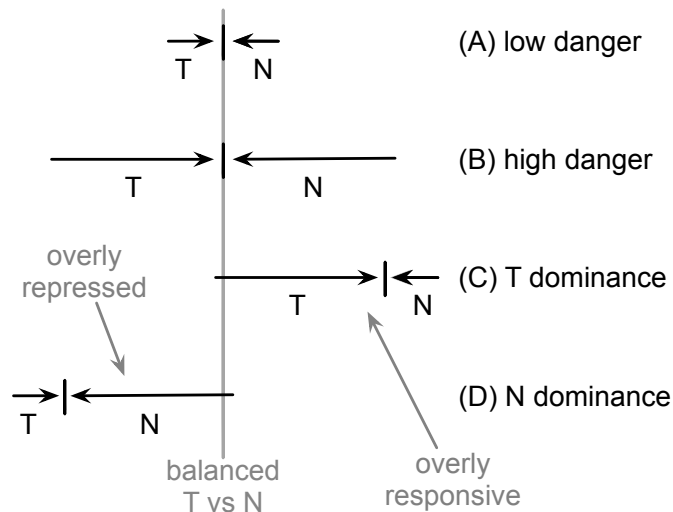 T
N
(A) low danger
T
N
(B) high danger
overly
repressed
T
N
(C) T dominance
T
N
(D) N dominance
balanced
T vs N
overly
responsive